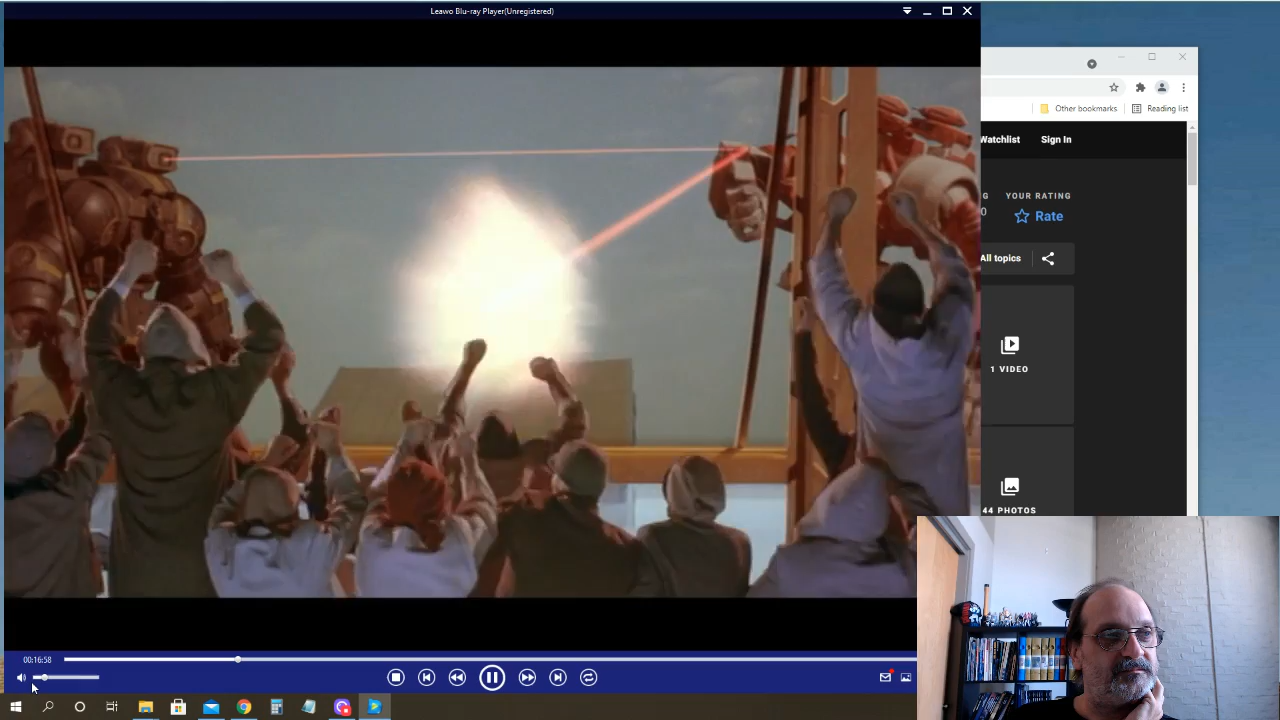 Leawo Blu-ray Player(Unregistered)
Other bookmarks
Reading list
Watchlist
Sign In
G
YOUR RATING
0
Rate
All topics
1 VIDEO
44 PHOTOS
00:16:58